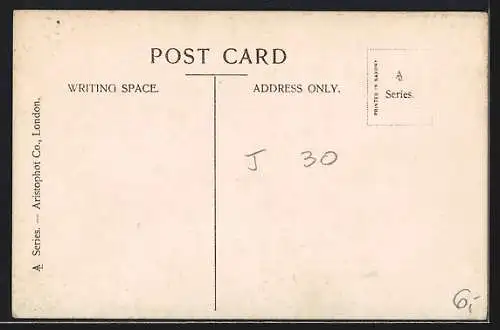 POST CARD
WRITING SPACE.
ADDRESS ONLY.
PRINTED IN SAXONY
A
Series.
A Series. — Aristophot Co., London.
J 30
6,-